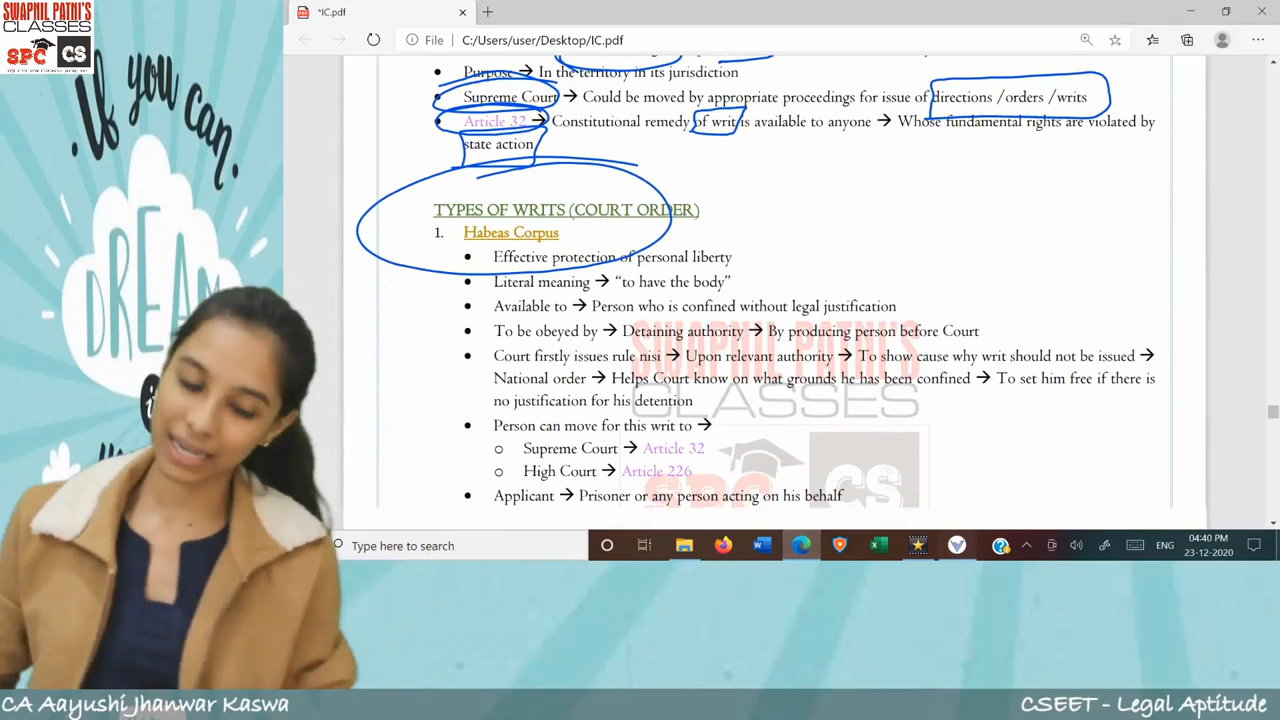 SWAPNIL PATNI'S
CLASSES
SPC CS
If you can
DREAM
*IC.pdf
File C:/Users/user/Desktop/IC.pdf
• Purpose → In the territory in its jurisdiction
• Supreme Court → Could be moved by appropriate proceedings for issue of directions /orders /writs
• Article 32 → Constitutional remedy of writ is available to anyone → Whose fundamental rights are violated by
state action
TYPES OF WRITS (COURT ORDER)
1. Habeas Corpus
• Effective protection of personal liberty
• Literal meaning → “to have the body”
• Available to → Person who is confined without legal justification
• To be obeyed by → Detaining authority → By producing person before Court
• Court firstly issues rule nisi → Upon relevant authority → To show cause why writ should not be issued →
National order → Helps Court know on what grounds he has been confined → To set him free if there is
no justification for his detention
• Person can move for this writ to →
o Supreme Court → Article 32
o High Court → Article 226
• Applicant → Prisoner or any person acting on his behalf
SWAPNIL PATNI'S
CLASSES
CS
Type here to search
ENG
04:40 PM
23-12-2020
CA Aayushi Jhanwar Kaswa
CSEET - Legal Aptitude